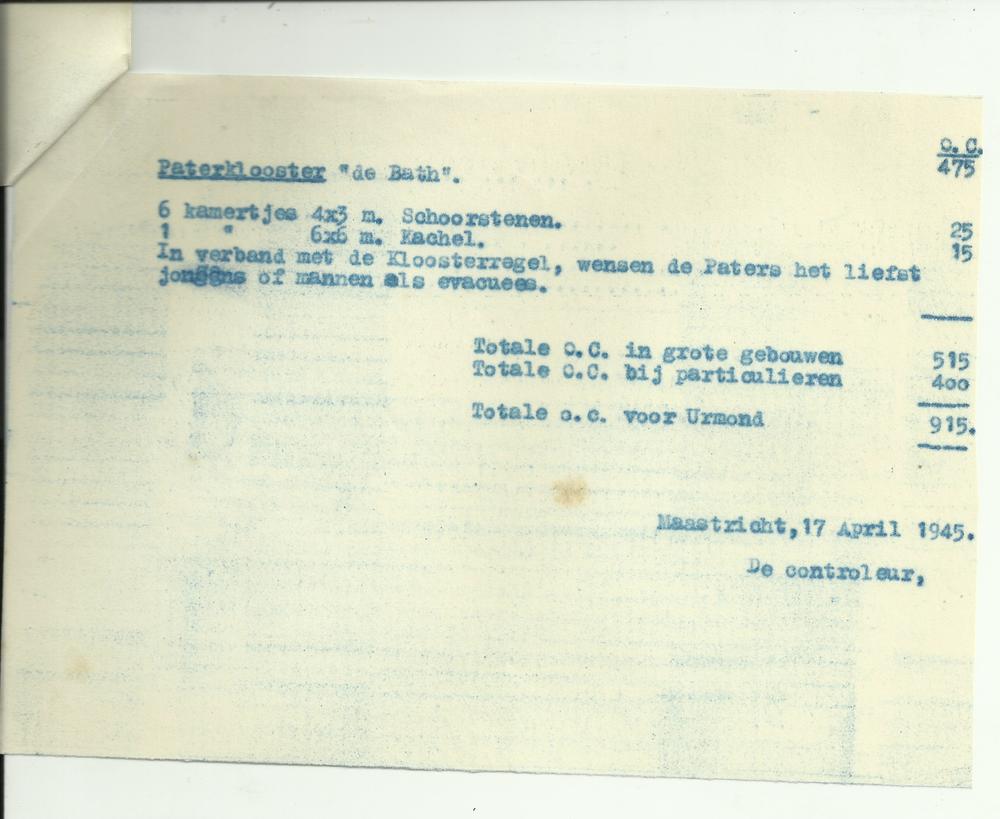 O.C.
Paterklooster "de Bath". 475
6 kamertjes 4x3 m. Schoorstenen. 25
1 " 6x6 m. Kachel. 15
In verband met de Kloosterregel, wensen de Paters het liefst
jongens of mannen als evacuees.
Totale O.C. in grote gebouwen 515
Totale O.C. bij particulieren 400
Totale o.c. voor Urmond 915.
Maastricht, 17 April 1945.
De controleur,